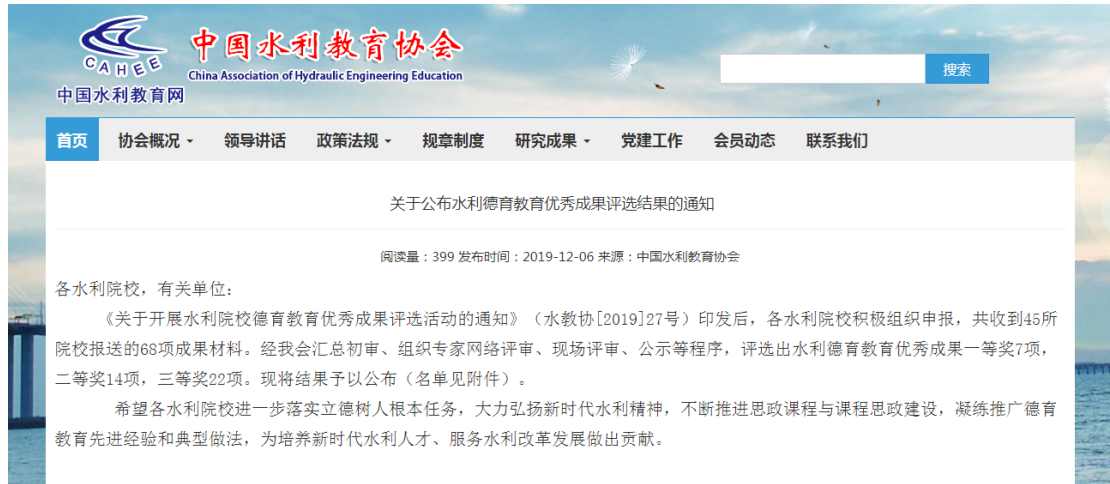 CAHEE
中国水利教育网
中国水利教育协会
China Association of Hydraulic Engineering Education
搜索
首页 协会概况 领导讲话 政策法规 规章制度 研究成果 党建工作 会员动态 联系我们
关于公布水利德育教育优秀成果评选结果的通知
阅读量：399 发布时间：2019-12-06 来源：中国水利教育协会
各水利院校，有关单位：
《关于开展水利院校德育教育优秀成果评选活动的通知》（水教协[2019]27号）印发后，各水利院校积极组织申报，共收到45所
院校报送的68项成果材料。经我会汇总初审、组织专家网络评审、现场评审、公示等程序，评选出水利德育教育优秀成果一等奖7项，
二等奖14项，三等奖22项。现将结果予以公布（名单见附件）。
希望各水利院校进一步落实立德树人根本任务，大力弘扬新时代水利精神，不断推进思政课程与课程思政建设，凝练推广德育
教育先进经验和典型做法，为培养新时代水利人才、服务水利改革发展做出贡献。